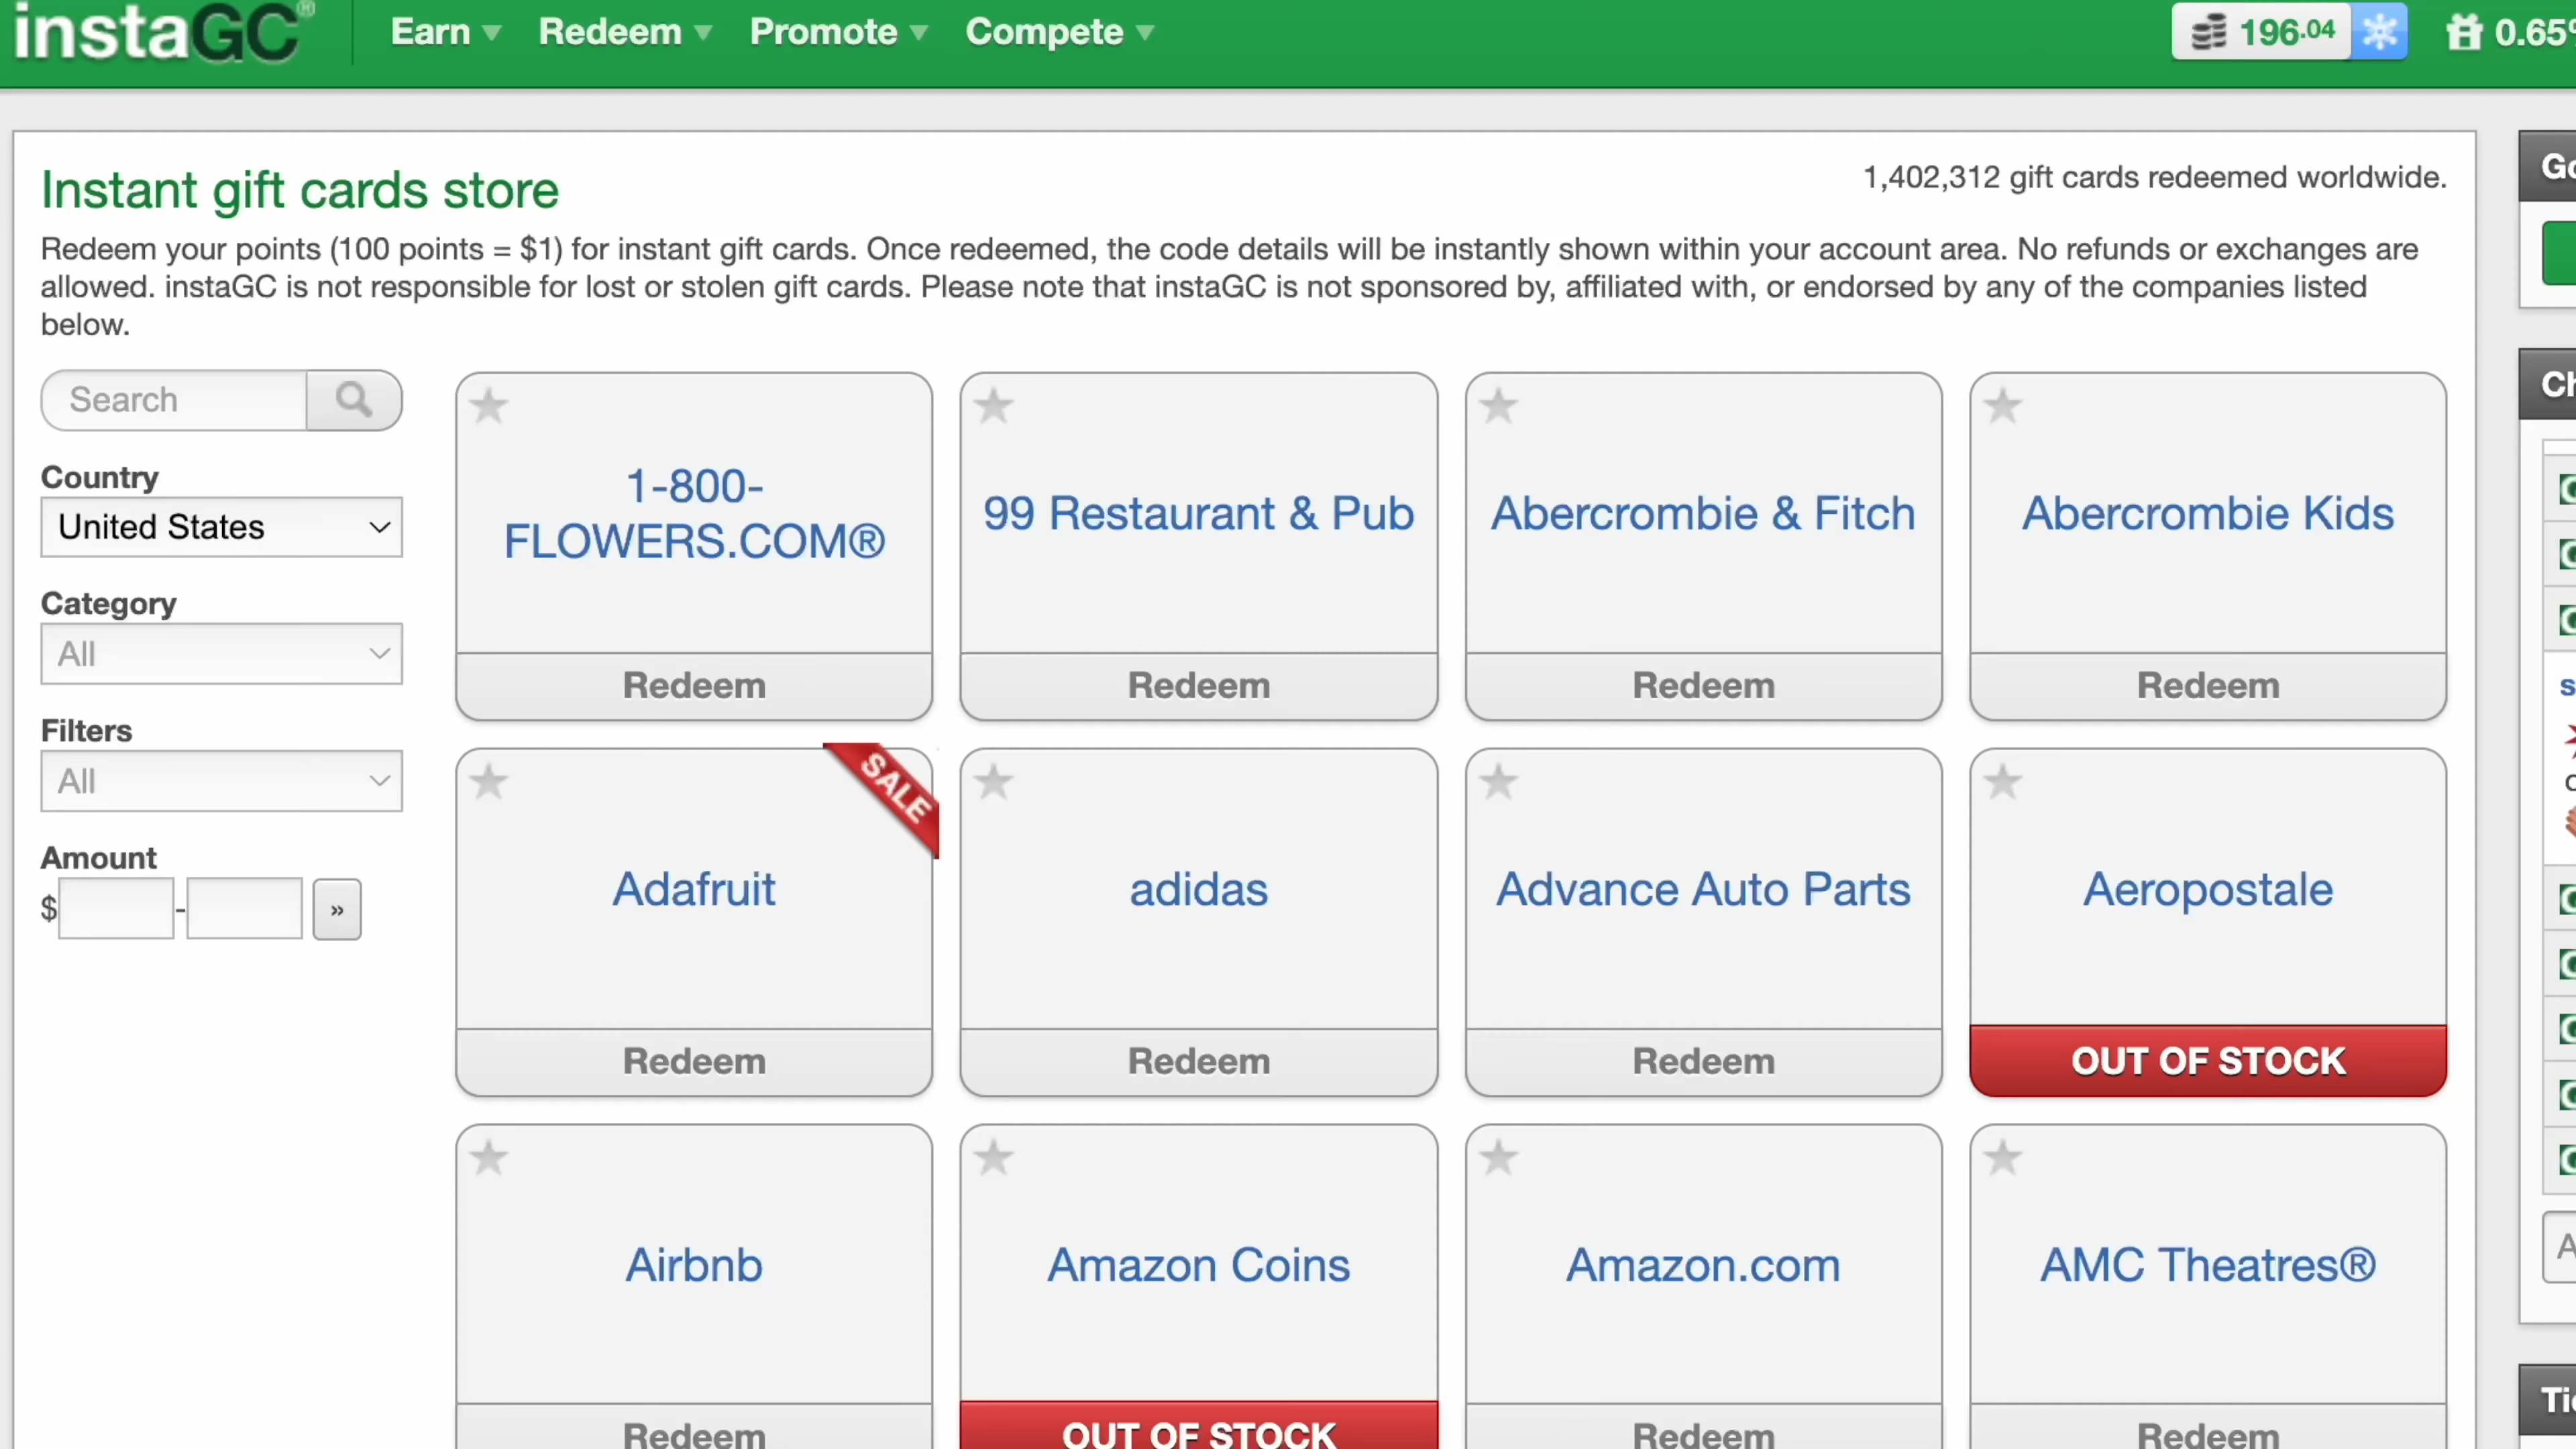 instaGC®
Earn
Redeem
Promote
Compete
196.04
0.65
Instant gift cards store
1,402,312 gift cards redeemed worldwide.
Redeem your points (100 points = $1) for instant gift cards. Once redeemed, the code details will be instantly shown within your account area. No refunds or exchanges are
allowed. instaGC is not responsible for lost or stolen gift cards. Please note that instaGC is not sponsored by, affiliated with, or endorsed by any of the companies listed
below.
Search
Country
United States
Category
All
Filters
All
Amount
$ - »
1-800-
FLOWERS.COM®
Redeem
99 Restaurant & Pub
Redeem
Abercrombie & Fitch
Redeem
Abercrombie Kids
Redeem
SALE
Adafruit
Redeem
adidas
Redeem
Advance Auto Parts
Redeem
Aeropostale
OUT OF STOCK
Airbnb
Redeem
Amazon Coins
OUT OF STOCK
Amazon.com
Redeem
AMC Theatres®
Redeem